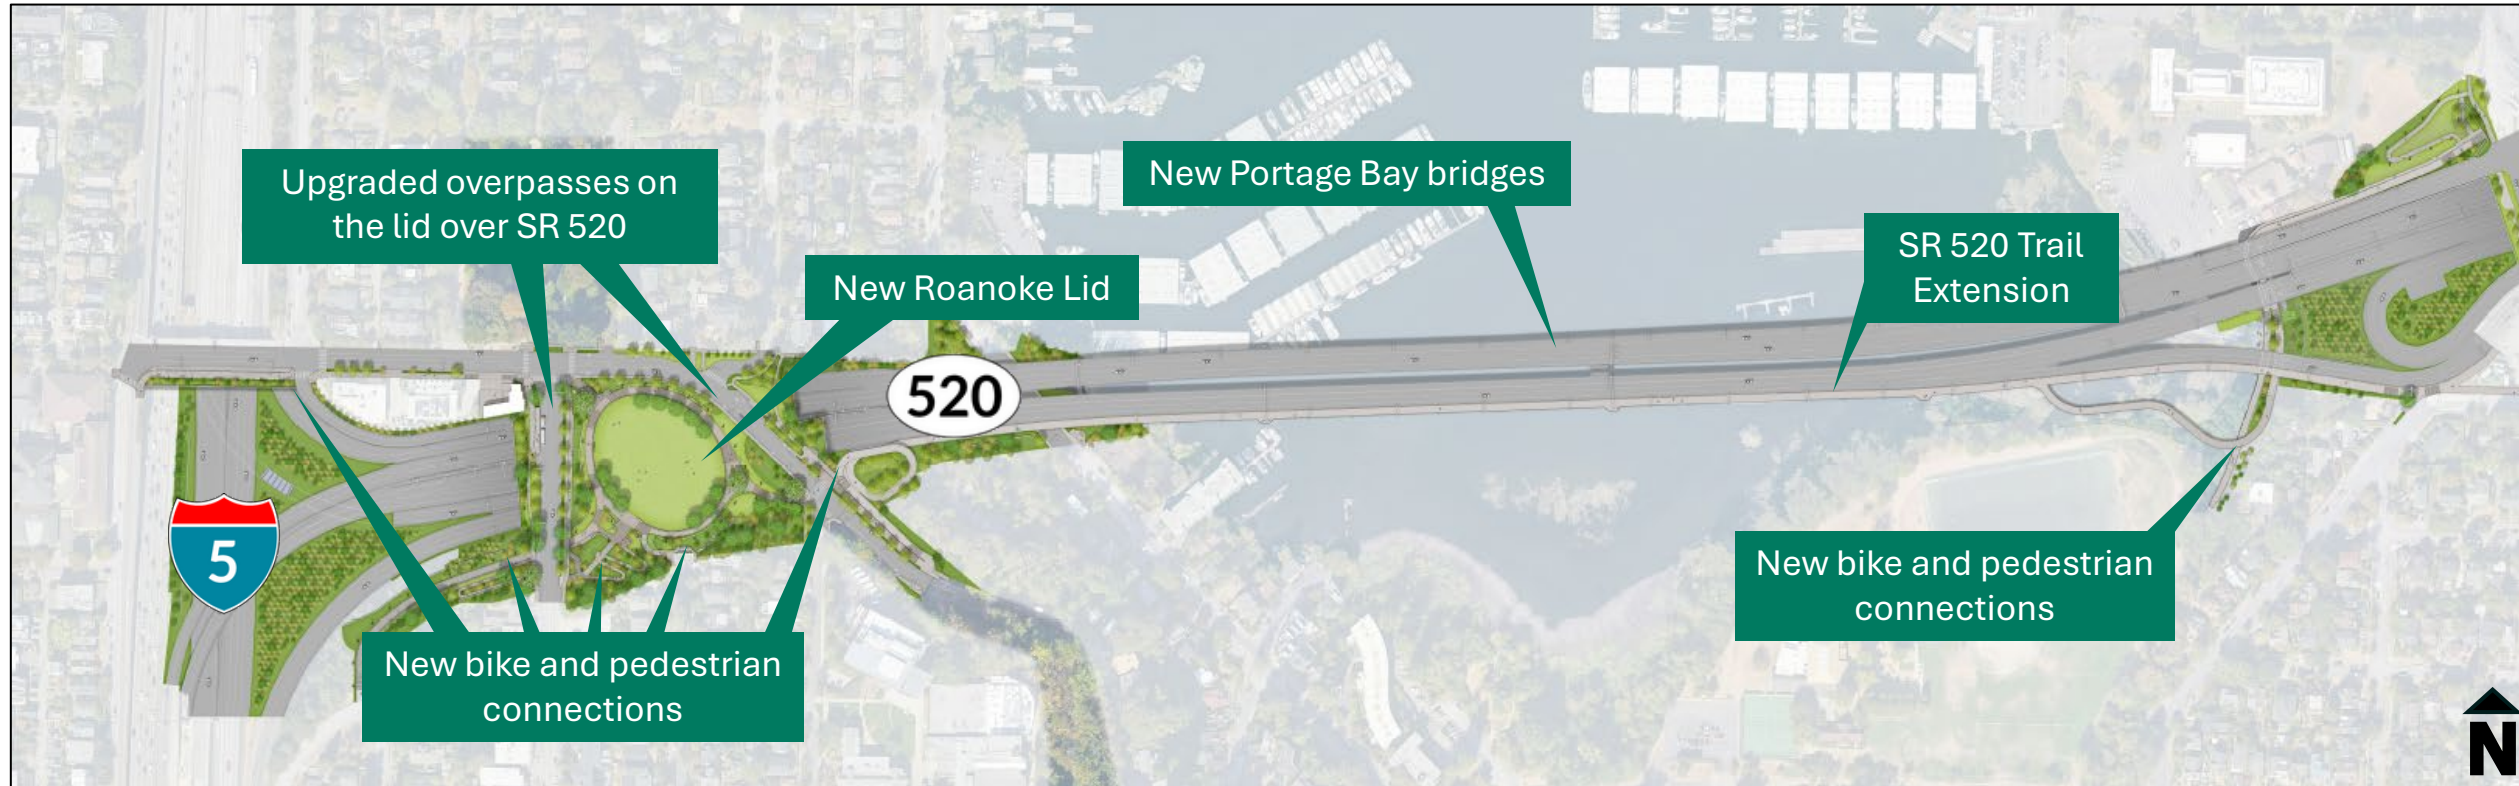 Upgraded overpasses on
the lid over SR 520
New Roanoke Lid
New Portage Bay bridges
SR 520 Trail
Extension
520
5
New bike and pedestrian
connections
New bike and pedestrian
connections
N